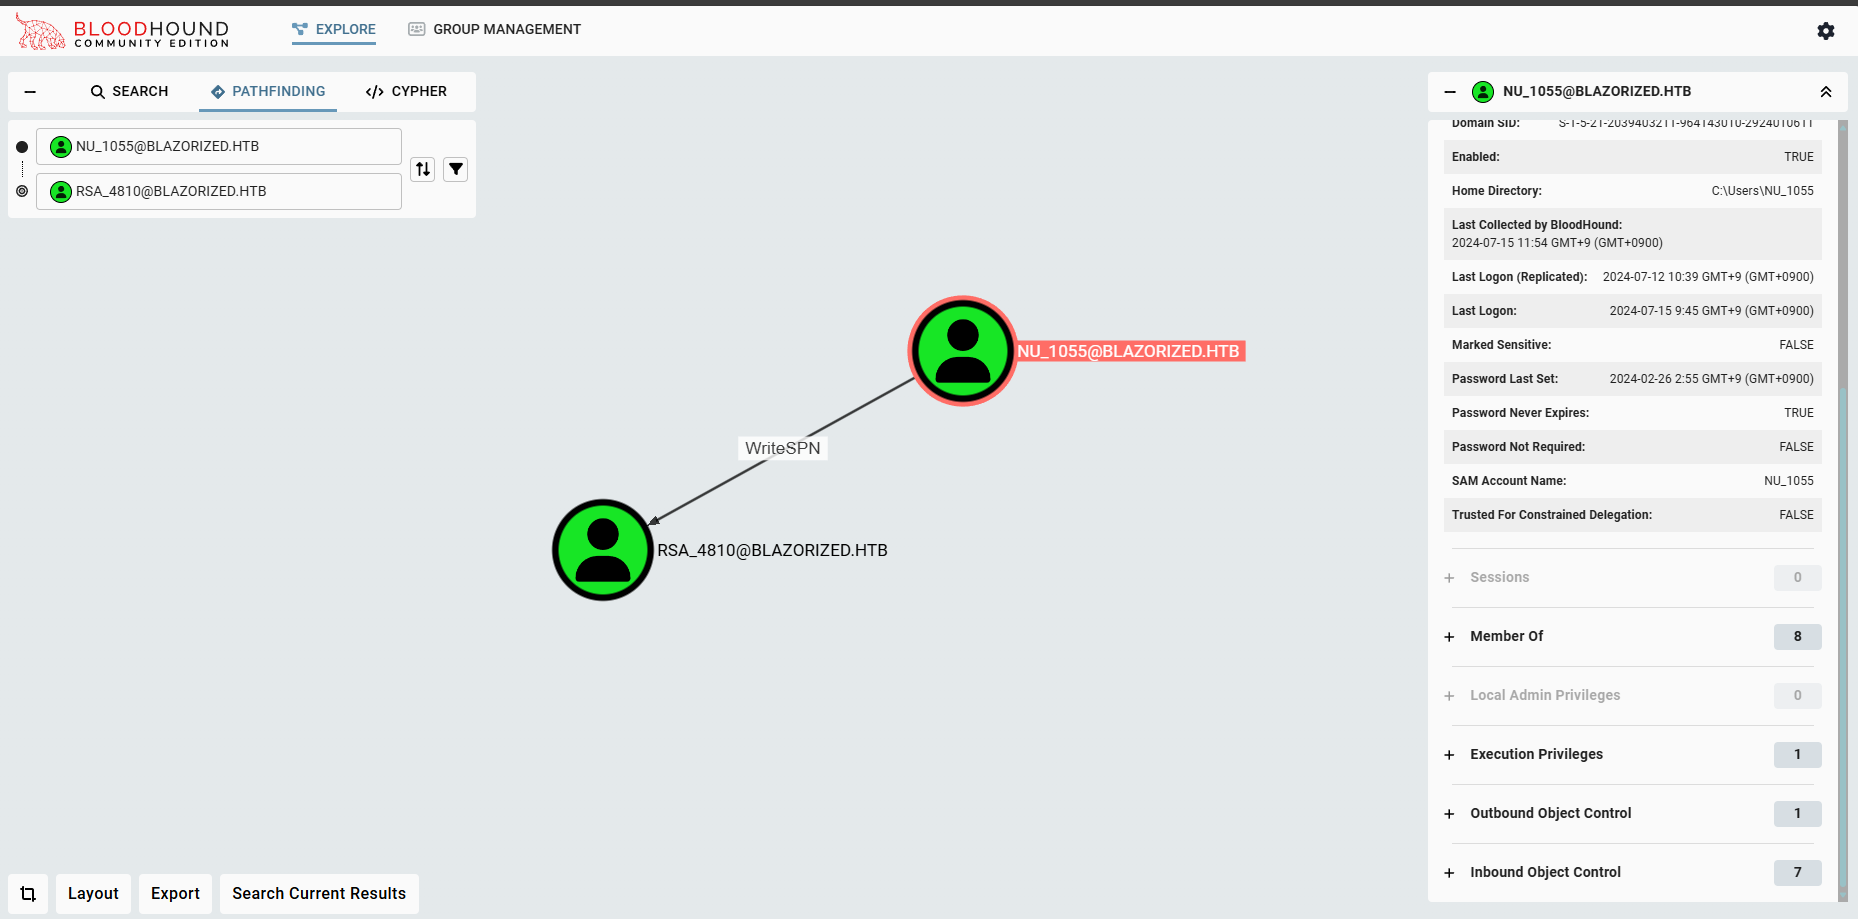 BLOODHOUND
COMMUNITY EDITION
EXPLORE
GROUP MANAGEMENT
SEARCH
PATHFINDING
CYPHER
NU_1055@BLAZORIZED.HTB
RSA_4810@BLAZORIZED.HTB
NU_1055@BLAZORIZED.HTB
WriteSPN
RSA_4810@BLAZORIZED.HTB
Layout
Export
Search Current Results
NU_1055@BLAZORIZED.HTB
Domain SID: S-1-5-21-2039403211-964143010-2924010611
Enabled: TRUE
Home Directory: C:\Users\NU_1055
Last Collected by BloodHound:
2024-07-15 11:54 GMT+9 (GMT+0900)
Last Logon (Replicated): 2024-07-12 10:39 GMT+9 (GMT+0900)
Last Logon: 2024-07-15 9:45 GMT+9 (GMT+0900)
Marked Sensitive: FALSE
Password Last Set: 2024-02-26 2:55 GMT+9 (GMT+0900)
Password Never Expires: TRUE
Password Not Required: FALSE
SAM Account Name: NU_1055
Trusted For Constrained Delegation: FALSE
Sessions 0
Member Of 8
Local Admin Privileges 0
Execution Privileges 1
Outbound Object Control 1
Inbound Object Control 7